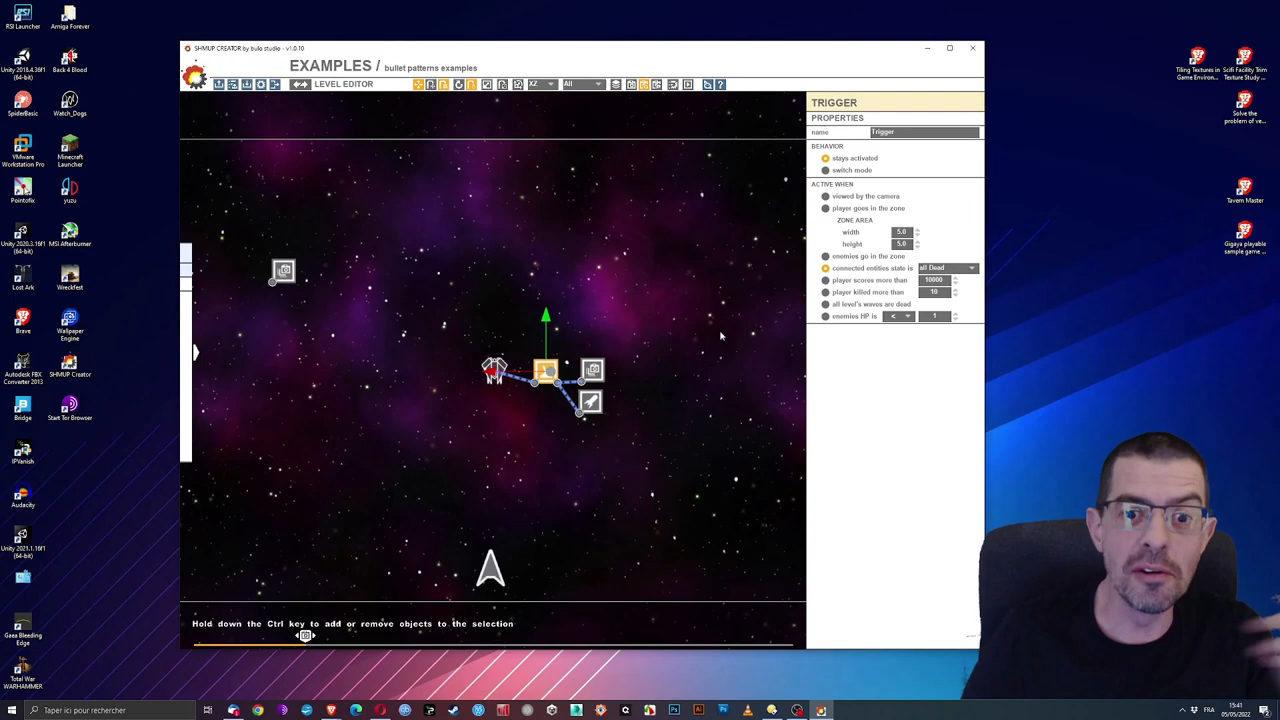 RSI Launcher
Among Us
SHMUP CREATOR by bulo studio - v1.0.10
EXAMPLES / bullet patterns examples
LEVEL EDITOR
XZ
All
Unity 2018.4.39f1
(64-bit)
Back 4 Blood
SpiderBasic
Watch_Dogs
VMware
Workstation Pro
Minecraft
Launcher
Pointofix
yuzu
Unity 2020.3...
(64-bit)
MSI Afterburner
Lost Ark
Wreckfest
Brave
Wallpaper
Engine
Autodesk FBX
Converter 2013
SHMUP Creator
Bridge
Start Tor Browser
IPVanish
Audacity
Unity 2021.1.16f1
(64-bit)
Gaea Bleeding
Edge
Total War
WARHAMMER
TRIGGER
PROPERTIES
name
Trigger
BEHAVIOR
stays activated
switch mode
ACTIVE WHEN
viewed by the camera
player goes in the zone
ZONE AREA
width
5.0
height
5.0
enemies go in the zone
connected entities state is
all Dead
player scores more than
10000
player killed more than
10
all level's waves are dead
enemies HP is
<
1
Hold down the Ctrl key to add or remove objects to the selection
Tiling Textures in
Game Environ...
Scifi Facility Trim
Texture Study ...
Solve the
problem of ve...
Tavern Master
Gigaya playable
sample game ...
Taper ici pour rechercher
FR
15:41
05/05/2022